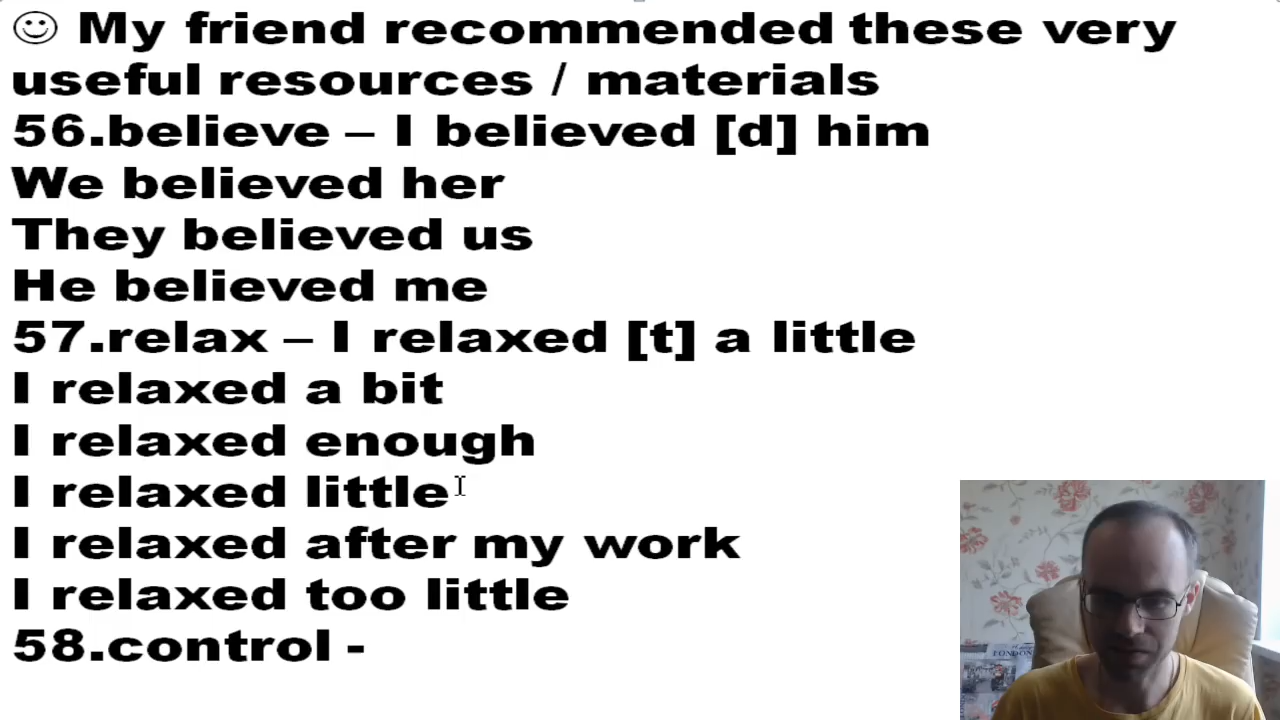 ☺ My friend recommended these very
useful resources / materials
56.believe – I believed [d] him
We believed her
They believed us
He believed me
57.relax – I relaxed [t] a little
I relaxed a bit
I relaxed enough
I relaxed little
I relaxed after my work
I relaxed too little
58.control -
LONDON